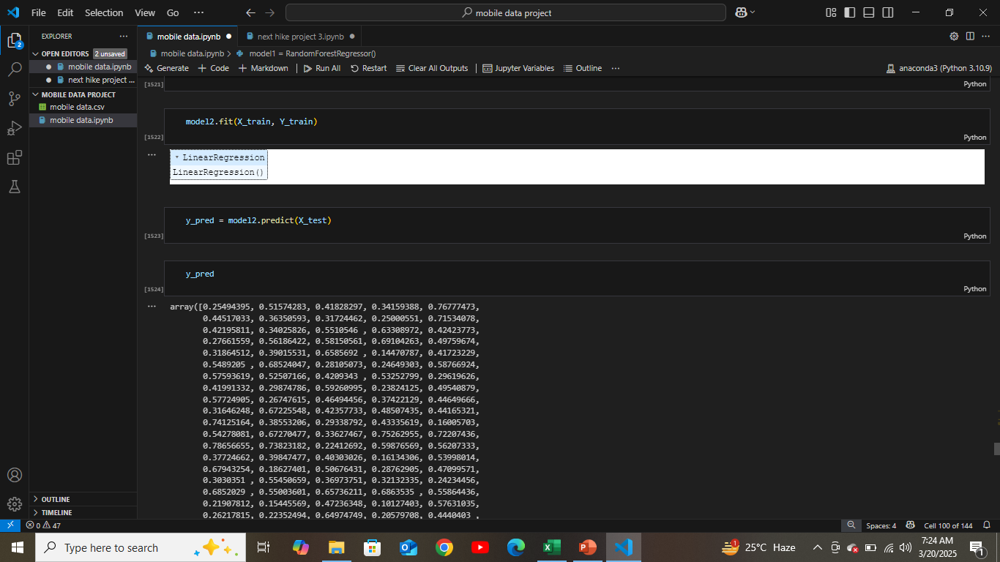 File Edit Selection View Go ··· mobile data project
EXPLORER ···
OPEN EDITORS 2 unsaved
mobile data.ipynb
next hike project ...
MOBILE DATA PROJECT
mobile data.csv
mobile data.ipynb
OUTLINE
TIMELINE
2
mobile data.ipynb next hike project 3.ipynb
mobile data.ipynb > model1 = RandomForestRegressor()
Generate + Code + Markdown Run All Restart Clear All Outputs Jupyter Variables Outline ··· anaconda3 (Python 3.10.9)
[1521] Python
model2.fit(X_train, Y_train)
[1522] Python
··· LinearRegression
LinearRegression()
y_pred = model2.predict(X_test)
[1523] Python
y_pred
[1524] Python
··· array([0.25494395, 0.51574283, 0.41828297, 0.34159388, 0.76777473,
0.44517033, 0.36350593, 0.31724462, 0.25000551, 0.71534078,
0.42195811, 0.34025826, 0.5510546 , 0.63308972, 0.42423773,
0.27661559, 0.56186422, 0.58150561, 0.69104263, 0.49759674,
0.31864512, 0.39015531, 0.6585692 , 0.14470787, 0.41723229,
0.5489205 , 0.68524047, 0.28105073, 0.24649303, 0.58766924,
0.57593619, 0.52507166, 0.4209343 , 0.53252799, 0.29619626,
0.41991332, 0.29874786, 0.59260995, 0.23824125, 0.49540879,
0.57724905, 0.26747615, 0.46494456, 0.37422129, 0.44649666,
0.31646248, 0.67225548, 0.42357733, 0.48507435, 0.44165321,
0.74125164, 0.38553206, 0.29338792, 0.43335619, 0.16005703,
0.54278081, 0.67270477, 0.33627467, 0.75262955, 0.72207436,
0.78656655, 0.73823182, 0.22412692, 0.59876569, 0.56207333,
0.37724662, 0.39847477, 0.40303026, 0.16134306, 0.53998014,
0.67943254, 0.18627401, 0.50676431, 0.28762905, 0.47099571,
0.3030351 , 0.55450659, 0.36973751, 0.32132335, 0.24234456,
0.6852029 , 0.55003601, 0.65736211, 0.6863535 , 0.55864436,
0.21907812, 0.15445569, 0.47236348, 0.10127403, 0.57631035,
0.26217815, 0.22352494, 0.64974749, 0.20579708, 0.4440403 ,
0 47 Spaces: 4 Cell 100 of 144
Type here to search 1 25°C Haze 7:24 AM
3/20/2025 1